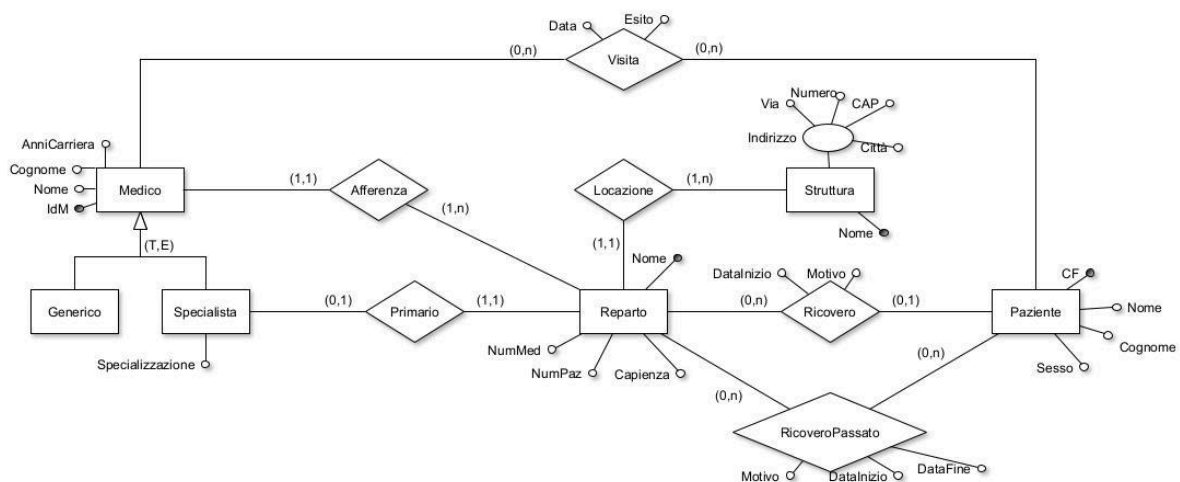 Data
Esito
(0,n)
Visita
(0,n)
Numero
Via
CAP
Indirizzo
Città
AnniCarriera
Cognome
Nome
IdM
Medico
(1,1)
Afferenza
(1,n)
Locazione
(1,n)
Struttura
Nome
(T,E)
(1,1)
Nome
DataInizio
Motivo
CF
Generico
Specialista
(0,1)
Primario
(1,1)
Reparto
(0,n)
Ricovero
(0,1)
Paziente
Nome
Cognome
Sesso
Specializzazione
NumMed
NumPaz
Capienza
(0,n)
(0,n)
RicoveroPassato
Motivo
DataInizio
DataFine